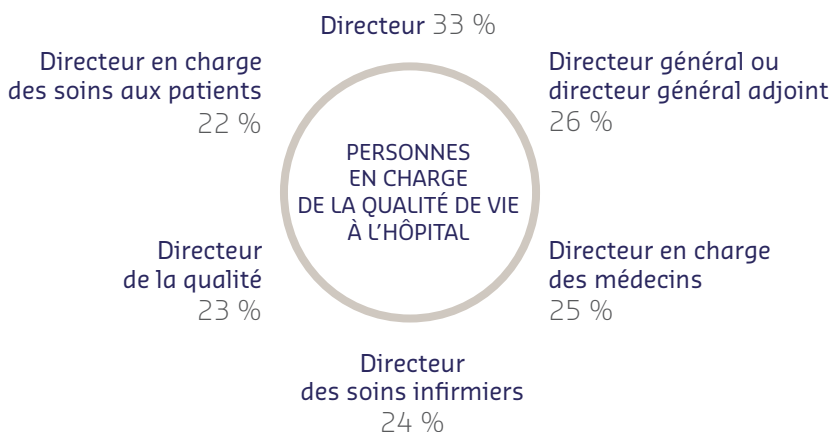 Directeur 33 %
Directeur en charge
des soins aux patients
22 %
Directeur général ou
directeur général adjoint
26 %
PERSONNES
EN CHARGE
DE LA QUALITÉ DE VIE
À L'HÔPITAL
Directeur
de la qualité
23 %
Directeur en charge
des médecins
25 %
Directeur
des soins infirmiers
24 %